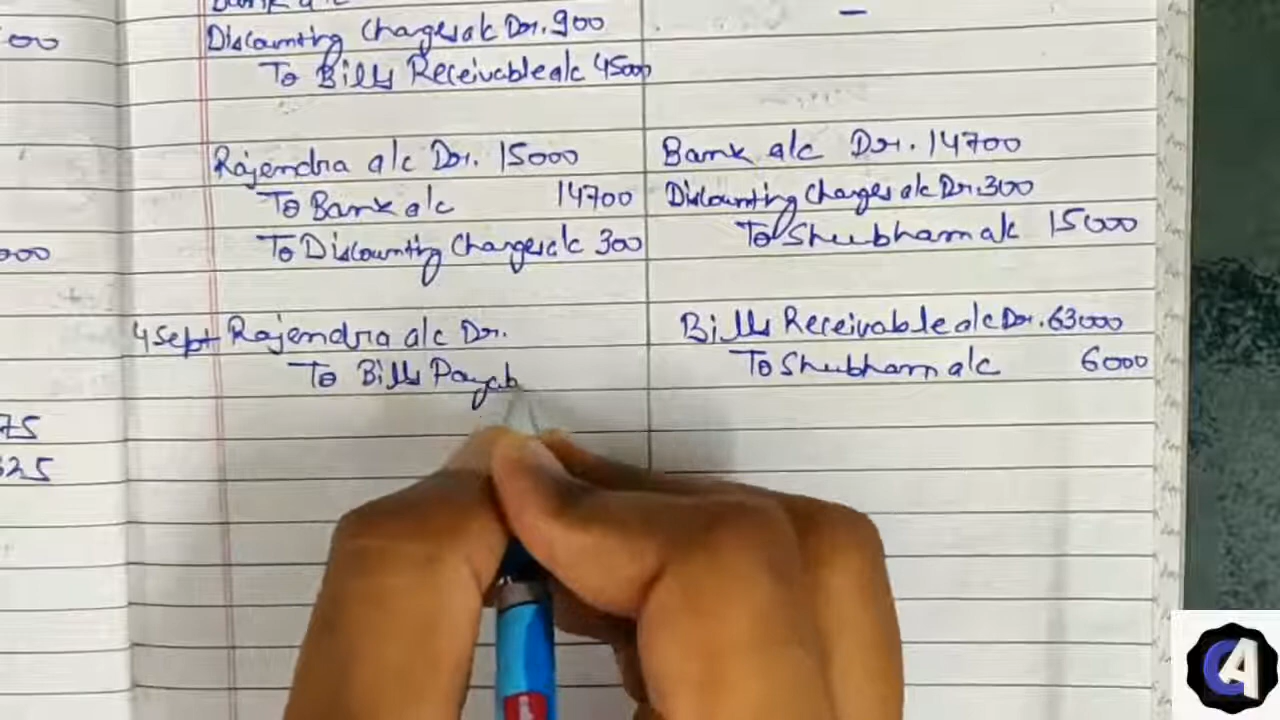 Discounting Charges a/c Dr. 900
To Bills Receivable a/c 45000
Rajendra a/c Dr. 15000
To Bank a/c 14700
To Discounting Charges a/c 300
4 Sept Rajendra a/c Dr.
To Bills Payab
-
Bank a/c Dr. 14700
Discounting Charges a/c Dr. 300
To Shubham a/c 15000
Bills Receivable a/c Dr. 63000
To Shubham a/c 6000
CA